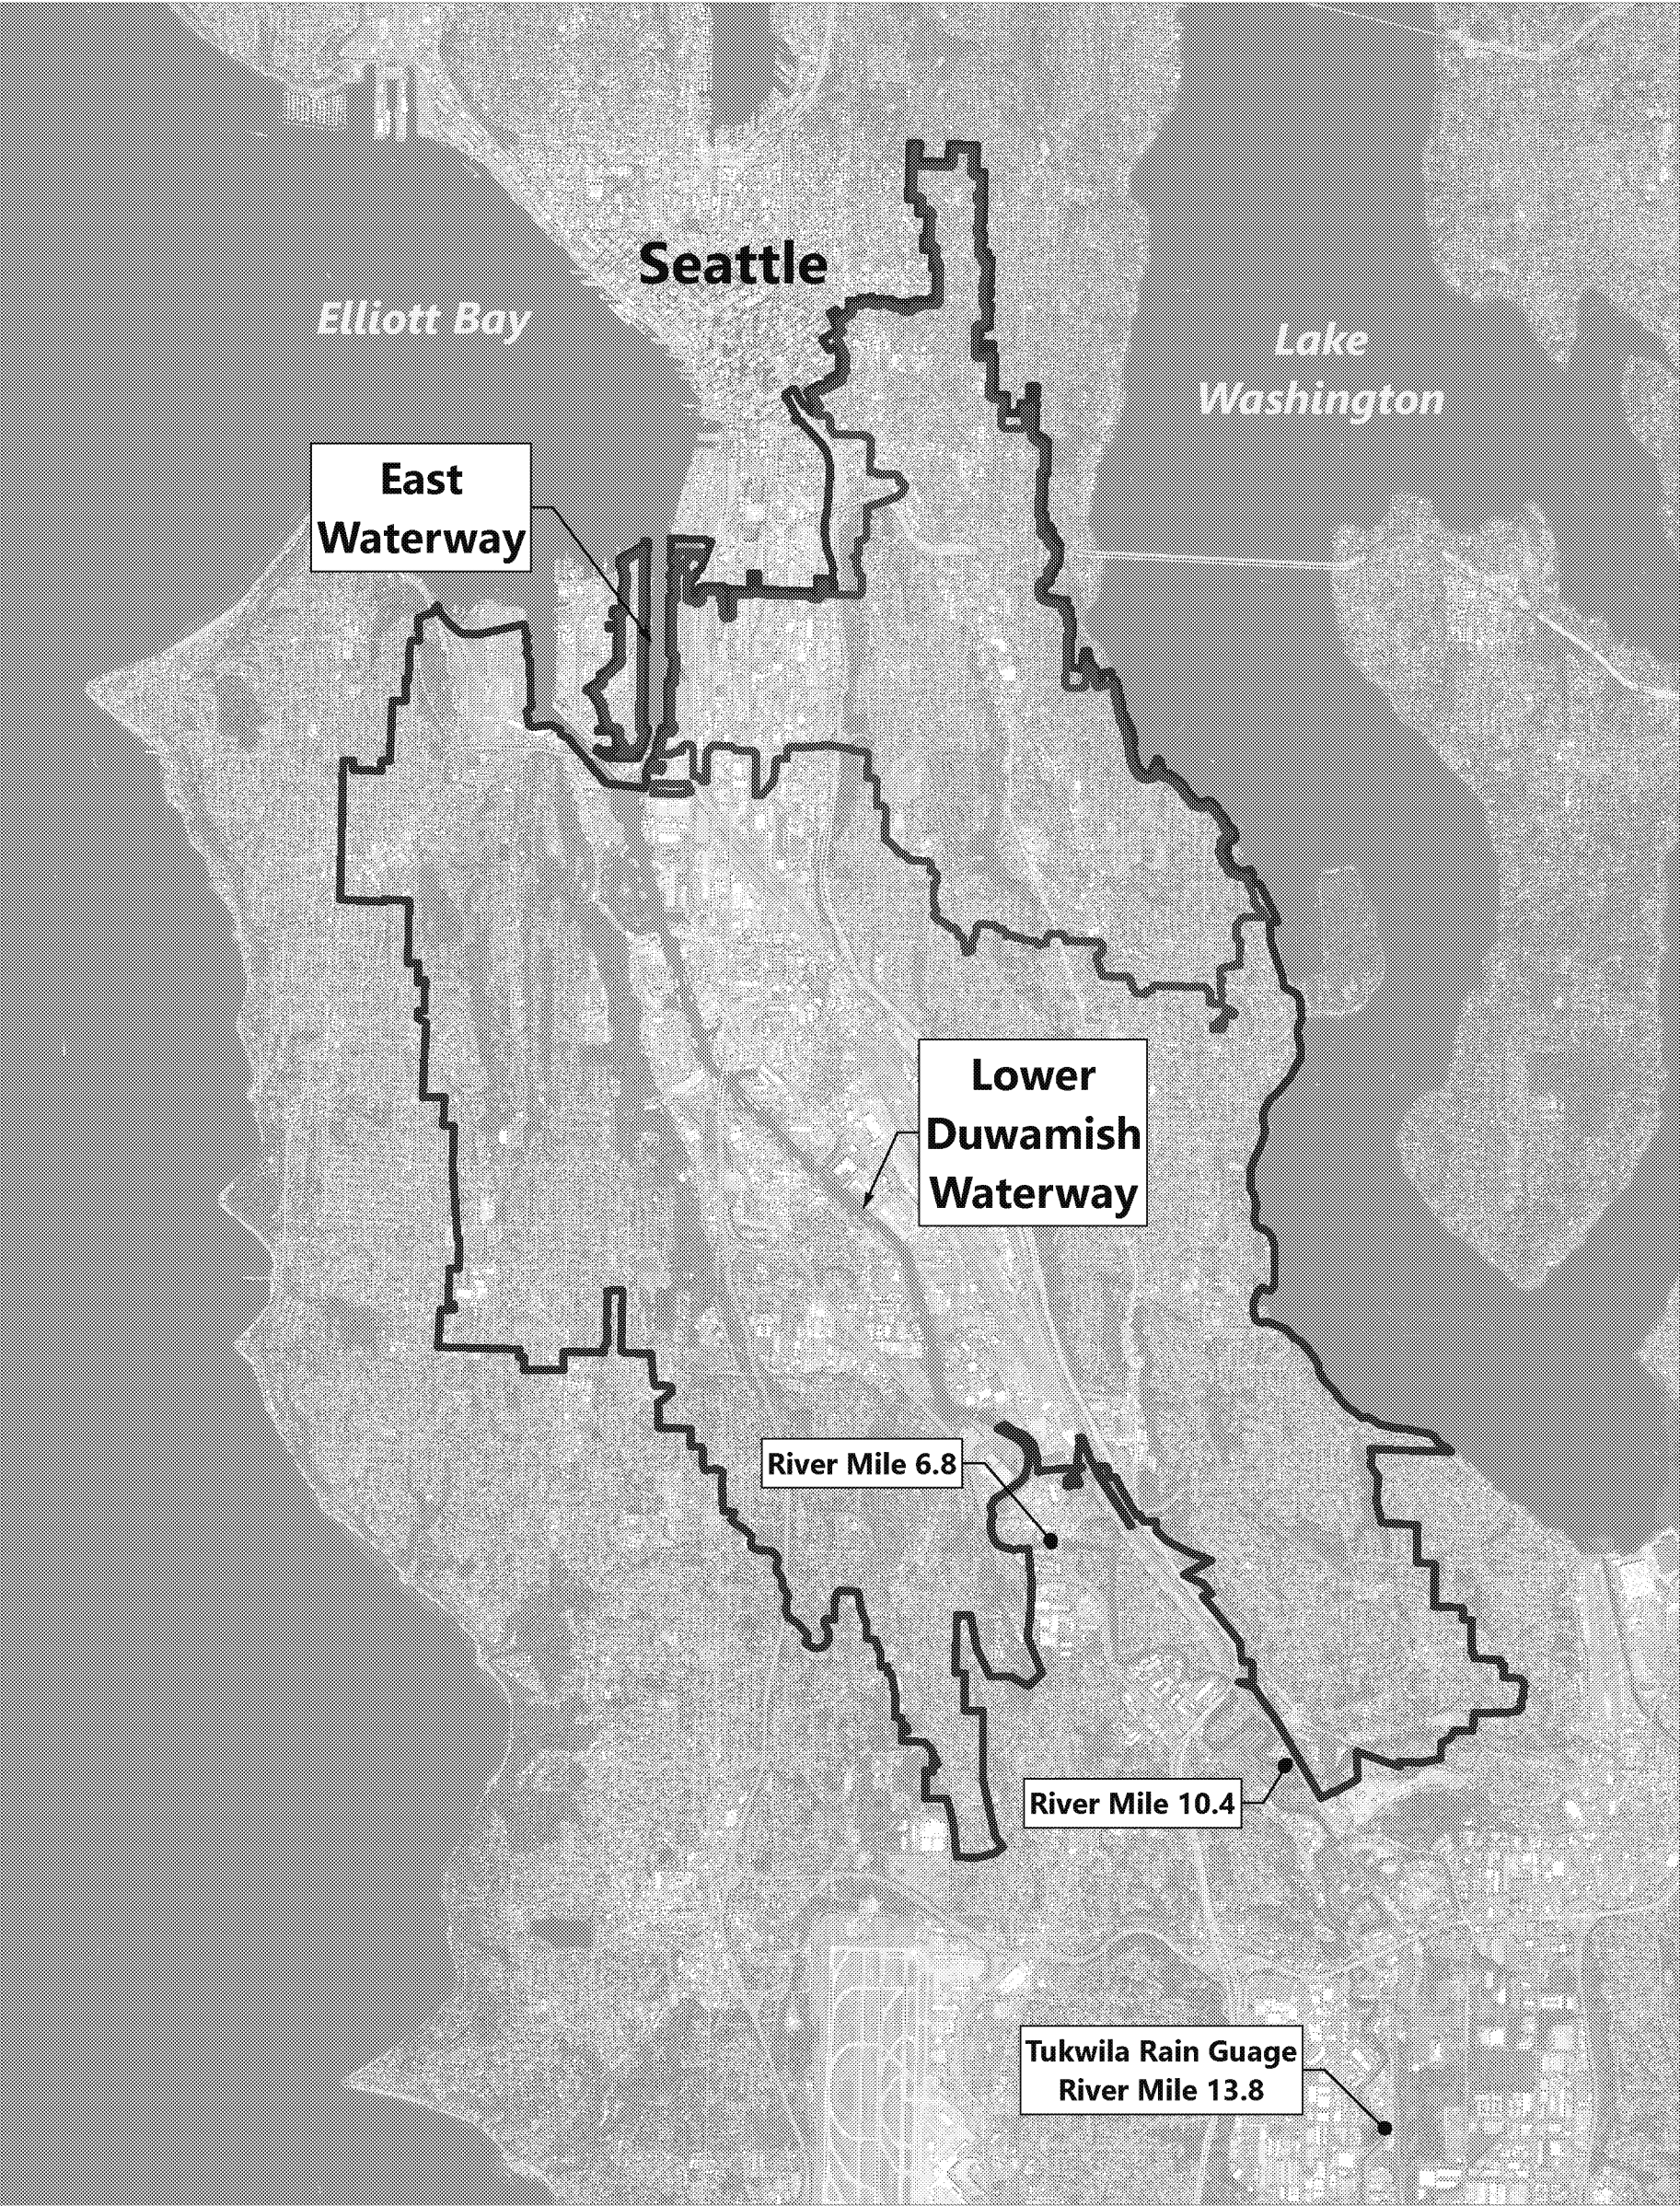 Seattle
Elliott Bay
Lake
Washington
East
Waterway
Lower
Duwamish
Waterway
River Mile 6.8
River Mile 10.4
Tukwila Rain Guage
River Mile 13.8